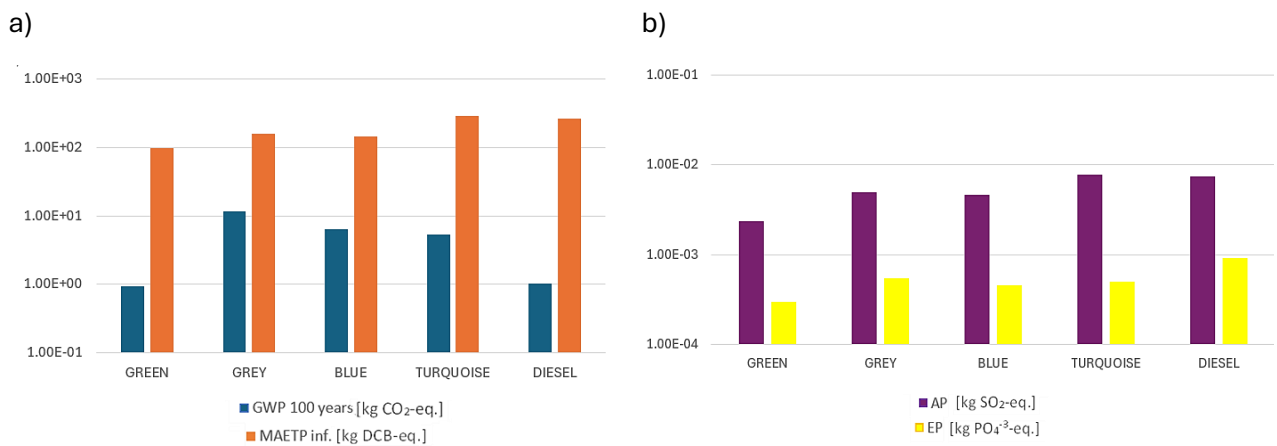 a)
1.00E+03
1.00E+02
1.00E+01
1.00E+00
1.00E-01
GREEN GREY BLUE TURQUOISE DIESEL
GWP 100 years [kg CO₂-eq.]
MAETP inf. [kg DCB-eq.]
b)
1.00E-01
1.00E-02
1.00E-03
1.00E-04
GREEN GREY BLUE TURQUOISE DIESEL
AP [kg SO₂-eq.]
EP [kg PO₄⁻³-eq.]